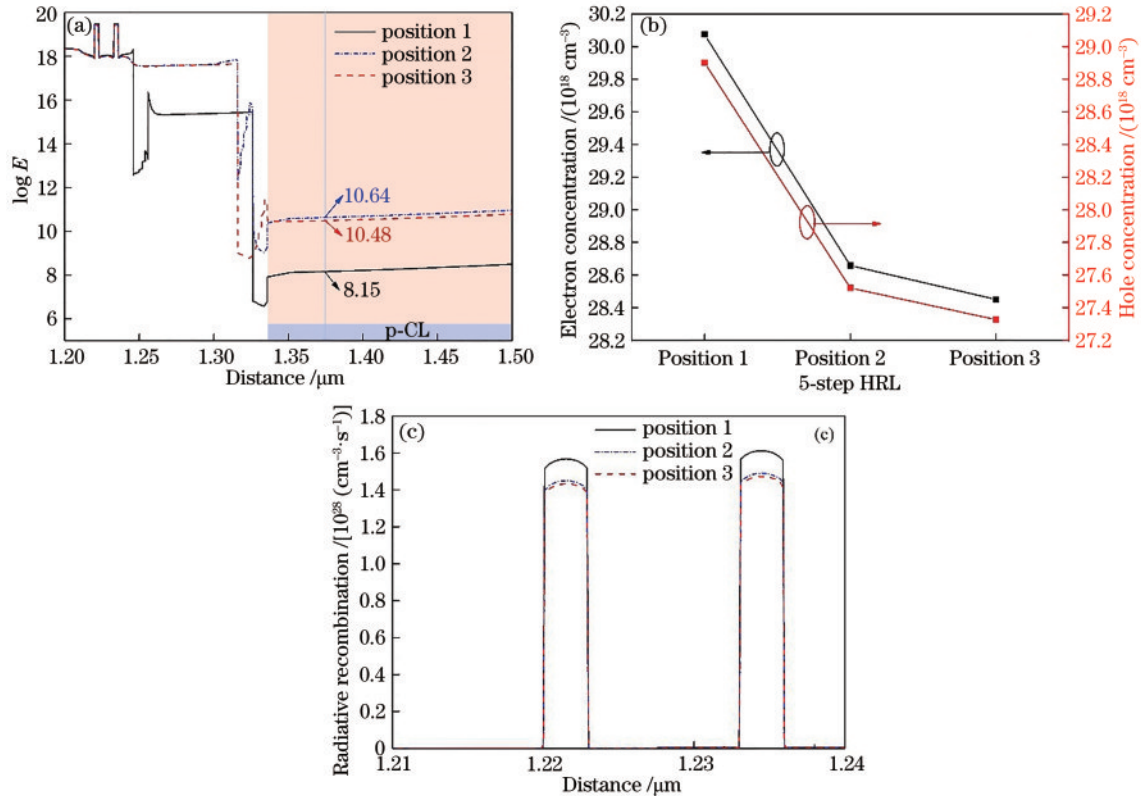 (a)
position 1
position 2
position 3
log E
20
18
16
14
12
10
8
6
10.64
10.48
8.15
p-CL
1.20 1.25 1.30 1.35 1.40 1.45 1.50
Distance /μm
(b)
Electron concentration /(10¹⁸ cm⁻³)
30.2
30.0
29.8
29.6
29.4
29.2
29.0
28.8
28.6
28.4
28.2
Hole concentration /(10¹⁸ cm⁻³)
29.2
29.0
28.8
28.6
28.4
28.2
28.0
27.8
27.6
27.4
27.2
Position 1 Position 2 Position 3
5-step HRL
(c)
position 1
position 2
position 3
(c)
Radiative recombination /[10²⁸ (cm⁻³·s⁻¹)]
1.8
1.6
1.4
1.2
1.0
0.8
0.6
0.4
0.2
0
1.21 1.22 1.23 1.24
Distance /μm